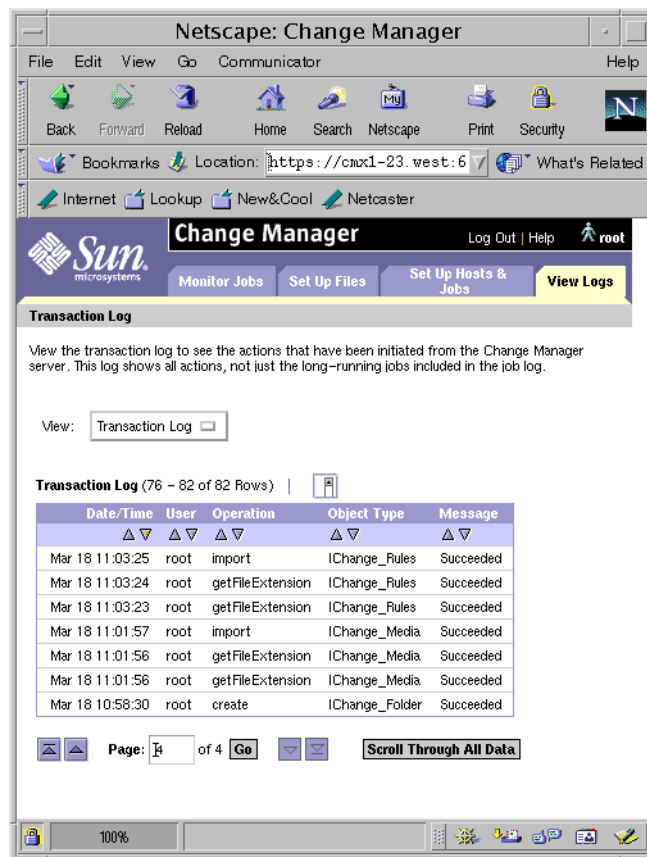 Netscape: Change Manager
File Edit View Go Communicator Help
Back Forward Reload Home Search Netscape Print Security
My
N
Bookmarks Location: https://cmx1-23.west:6 What's Related
Internet Lookup New&Cool Netcaster
Sun microsystems
Change Manager
Log Out | Help root
Monitor Jobs Set Up Files Set Up Hosts & Jobs View Logs
Transaction Log
View the transaction log to see the actions that have been initiated from the Change Manager
server. This log shows all actions, not just the long-running jobs included in the job log.
View: Transaction Log
Transaction Log (76 - 82 of 82 Rows) |
Date/Time User Operation Object Type Message
Mar 18 11:03:25 root import IChange_Rules Succeeded
Mar 18 11:03:24 root getFileExtension IChange_Rules Succeeded
Mar 18 11:03:23 root getFileExtension IChange_Rules Succeeded
Mar 18 11:01:57 root import IChange_Media Succeeded
Mar 18 11:01:56 root getFileExtension IChange_Media Succeeded
Mar 18 11:01:56 root getFileExtension IChange_Media Succeeded
Mar 18 10:58:30 root create IChange_Folder Succeeded
Page: 4 of 4 Go Scroll Through All Data
100%